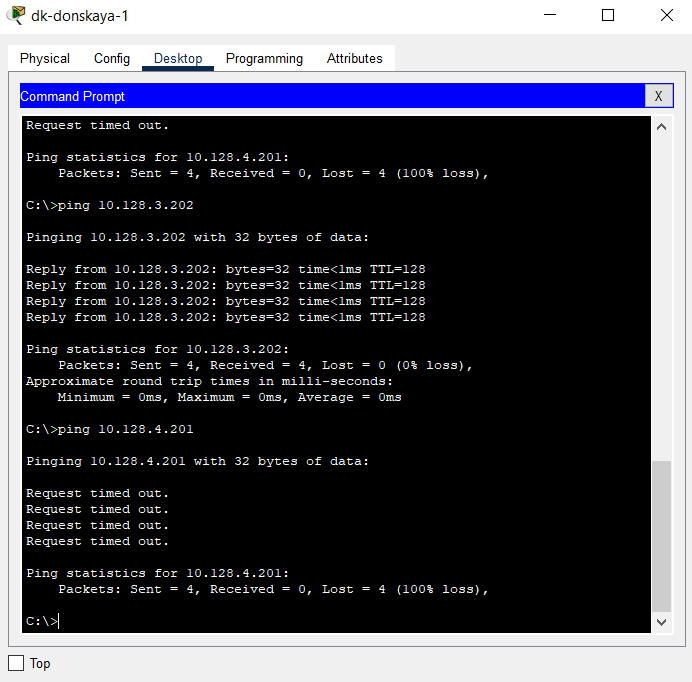 dk-donskaya-1
Physical Config Desktop Programming Attributes
Command Prompt X
Request timed out.
Ping statistics for 10.128.4.201:
Packets: Sent = 4, Received = 0, Lost = 4 (100% loss),
C:\>ping 10.128.3.202
Pinging 10.128.3.202 with 32 bytes of data:
Reply from 10.128.3.202: bytes=32 time<1ms TTL=128
Reply from 10.128.3.202: bytes=32 time<1ms TTL=128
Reply from 10.128.3.202: bytes=32 time<1ms TTL=128
Reply from 10.128.3.202: bytes=32 time<1ms TTL=128
Ping statistics for 10.128.3.202:
Packets: Sent = 4, Received = 4, Lost = 0 (0% loss),
Approximate round trip times in milli-seconds:
Minimum = 0ms, Maximum = 0ms, Average = 0ms
C:\>ping 10.128.4.201
Pinging 10.128.4.201 with 32 bytes of data:
Request timed out.
Request timed out.
Request timed out.
Request timed out.
Ping statistics for 10.128.4.201:
Packets: Sent = 4, Received = 0, Lost = 4 (100% loss),
C:\>
Top